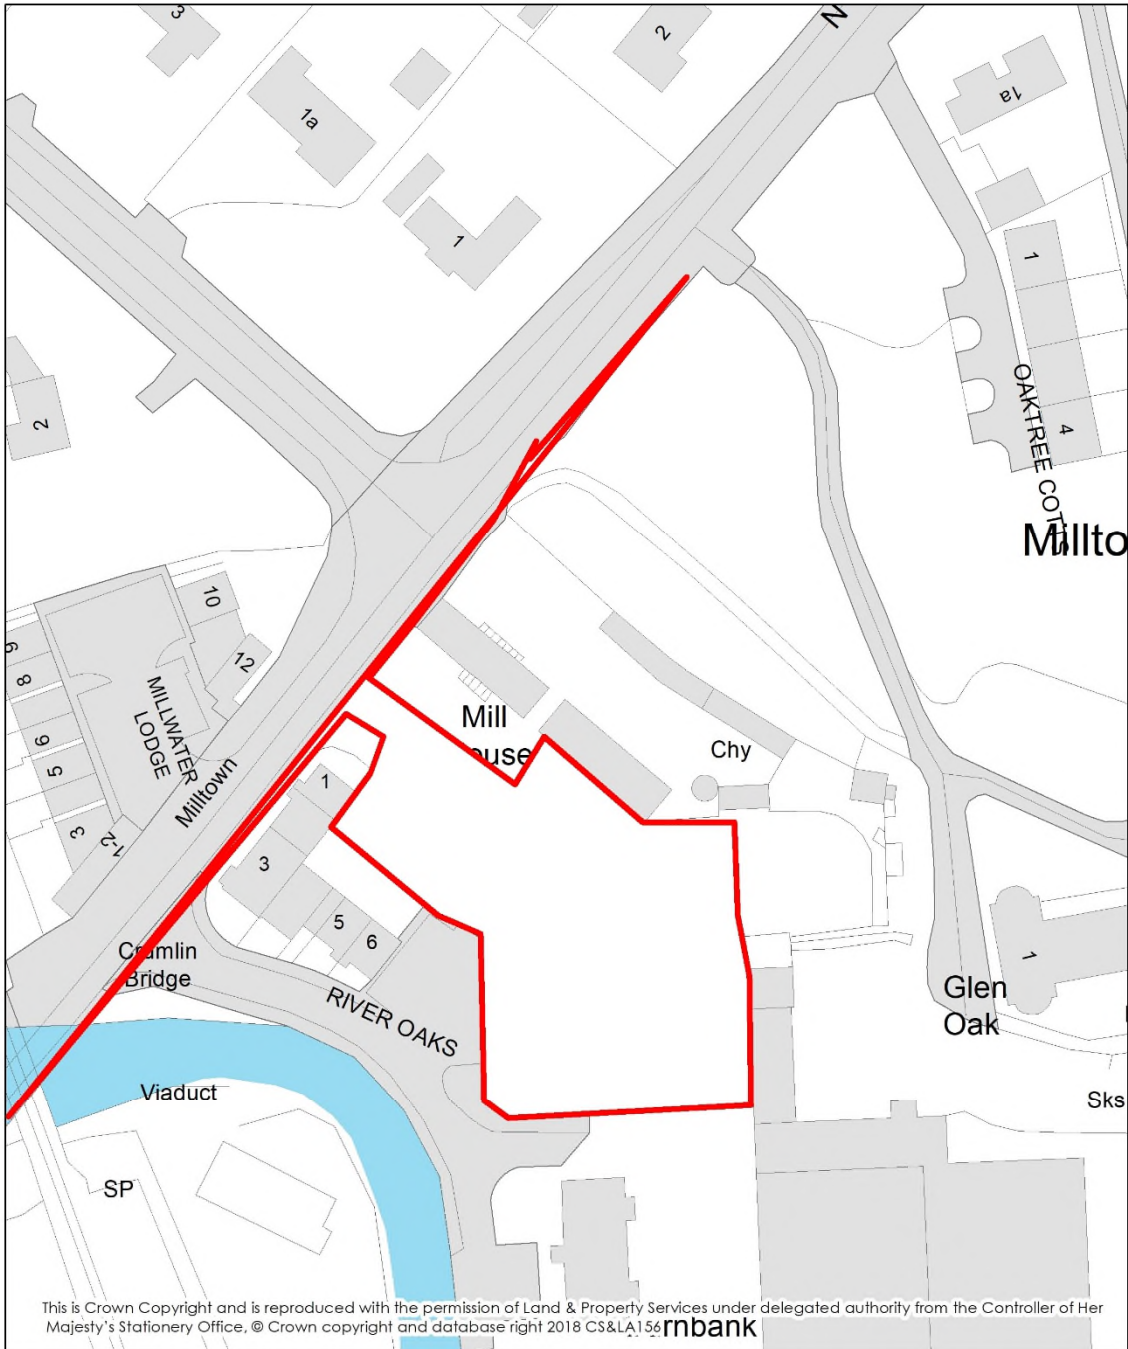 3
2
N
1a
1a
1
1
OAKTREE COTTS
4
2
Millto
10
12
9
8
6
5
3
1-2
MILLWATER
LODGE
Milltown
Mill
Chy
1
3
5
6
Crumlin
Bridge
RIVER OAKS
1
Glen
Oak
Viaduct
Sks
SP
This is Crown Copyright and is reproduced with the permission of Land & Property Services under delegated authority from the Controller of Her
Majesty's Stationery Office, © Crown copyright and database right 2018 CS&LA156
rnbank